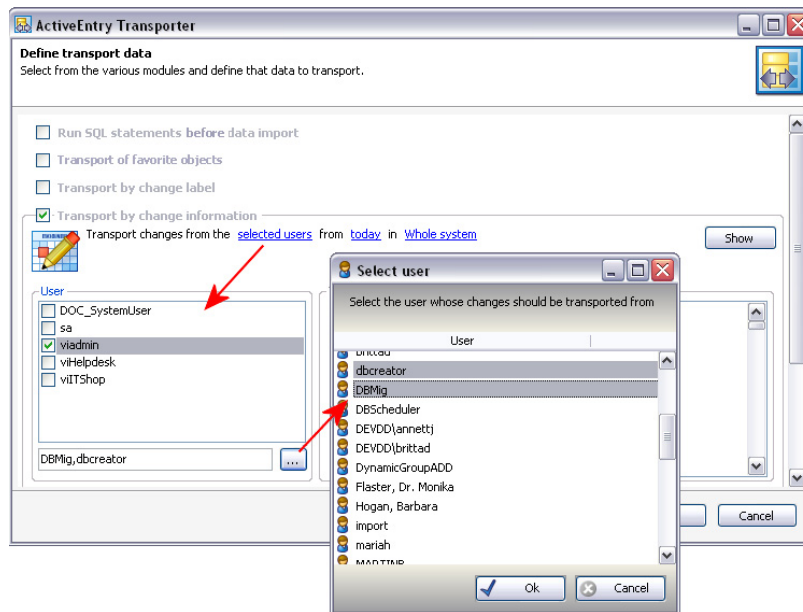 ActiveEntry Transporter
Define transport data
Select from the various modules and define that data to transport.
Run SQL statements before data import
Transport of favorite objects
Transport by change label
Transport by change information
Transport changes from the selected users from today in Whole system
Show
User
DOC_SystemUser
sa
viadmin
viHelpdesk
viITShop
DBMig,dbcreator
...
Cancel
Select user
Select the user whose changes should be transported from
User
brittad
dbcreator
DBMig
DBScheduler
DEVDD\annettj
DEVDD\brittad
DynamicGroupADD
Flaster, Dr. Monika
Hogan, Barbara
import
mariah
Ok
Cancel